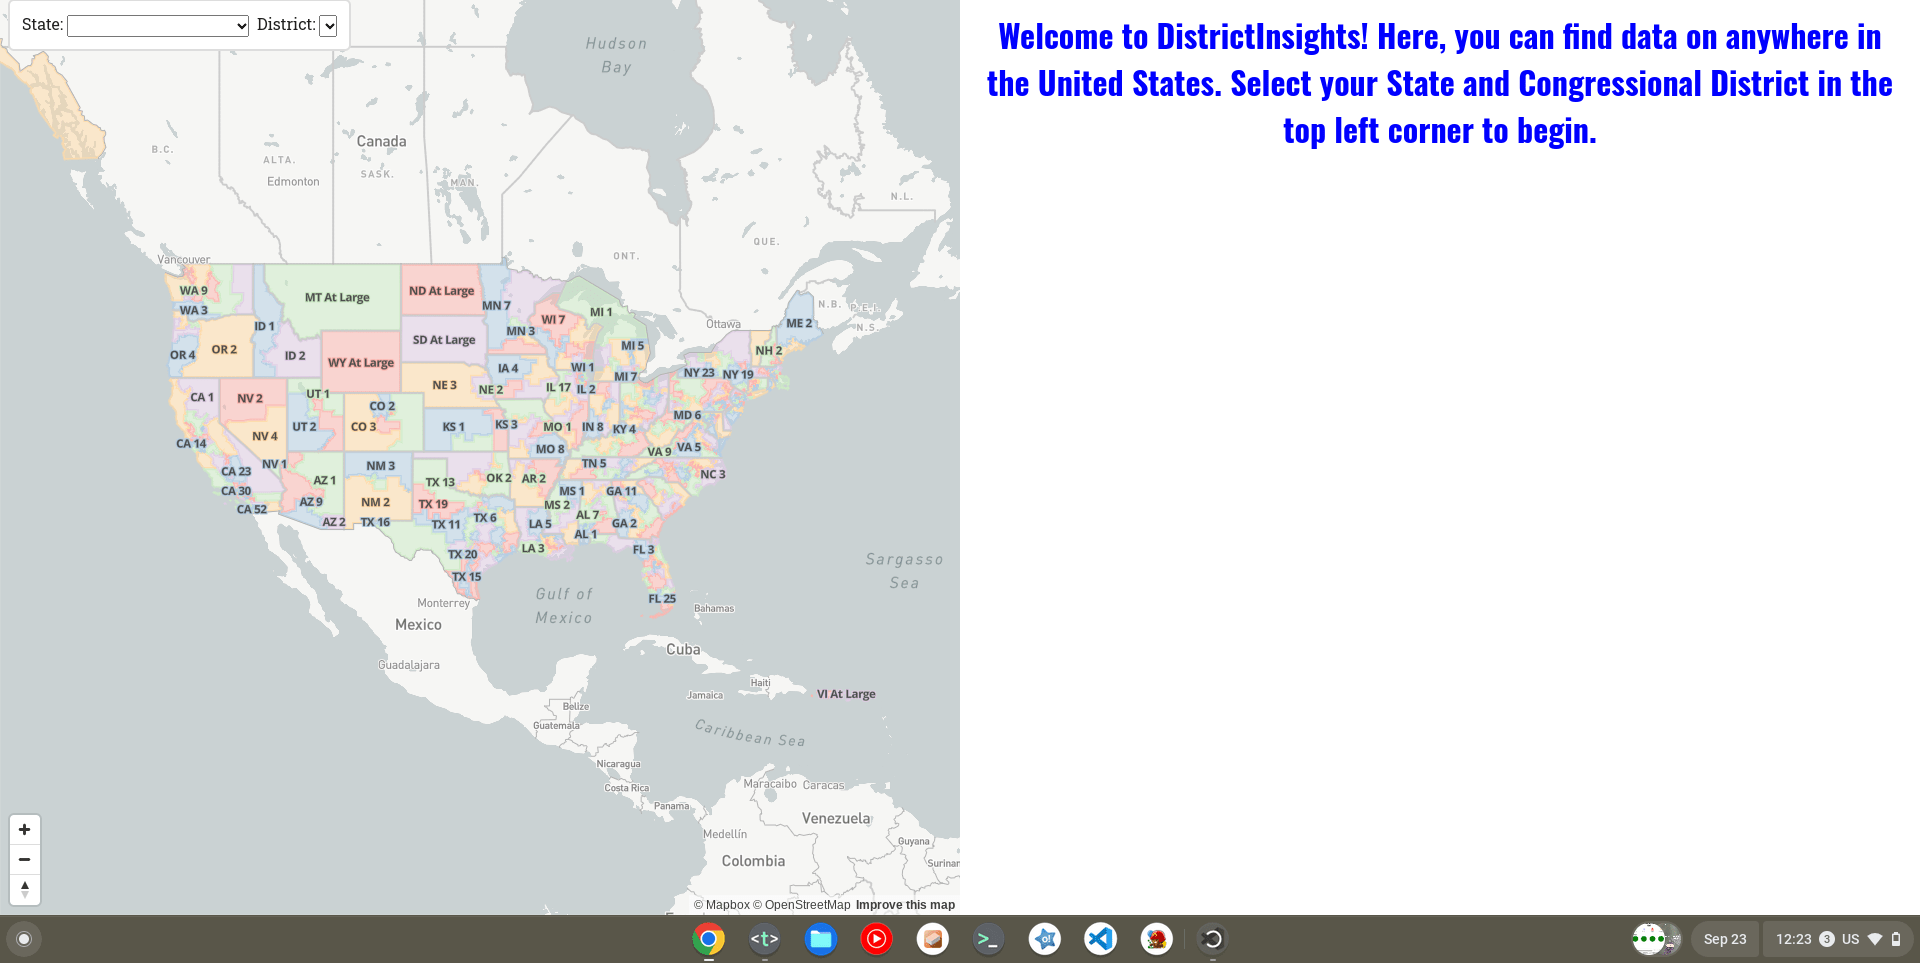 State:
District:
Welcome to DistrictInsights! Here, you can find data on anywhere in
the United States. Select your State and Congressional District in the
top left corner to begin.
Hudson
Bay
Canada
B.C.
ALTA.
SASK.
Edmonton
MAN.
N.L.
QUE.
ONT.
Vancouver
WA 9
MT At Large
ND At Large
MN 7
WA 3
MI 1
N.B.
P.E.I.
WI 7
ME 2
N.S.
Ottawa
ID 1
MN 3
SD At Large
MI 5
OR 4
OR 2
ID 2
NH 2
WY At Large
IA 4
WI 1
MI 7
NY 23
NY 19
NE 3
NE 2
IL 17
IL 2
CA 1
NV 2
UT 1
CO 2
MD 6
UT 2
CO 3
KS 1
KS 3
MO 1
IN 8
KY 4
NV 4
CA 14
MO 8
VA 9
VA 5
NV 1
NM 3
TN 5
CA 23
AZ 1
TX 13
OK 2
AR 2
NC 3
CA 30
AZ 9
NM 2
TX 19
MS 1
GA 11
CA 52
MS 2
AZ 2
TX 16
TX 11
TX 6
LA 5
AL 7
GA 2
AL 1
TX 20
LA 3
FL 3
Sargasso
Sea
TX 15
Gulf of
Mexico
FL 25
Monterrey
Bahamas
Mexico
Cuba
Guadalajara
Haiti
Jamaica
VI At Large
Belize
Guatemala
Caribbean Sea
Nicaragua
Costa Rica
Maracaibo
Caracas
Panama
Venezuela
Medellín
Guyana
Colombia
Surinam
© Mapbox © OpenStreetMap Improve this map
Sep 23
12:23
3
US